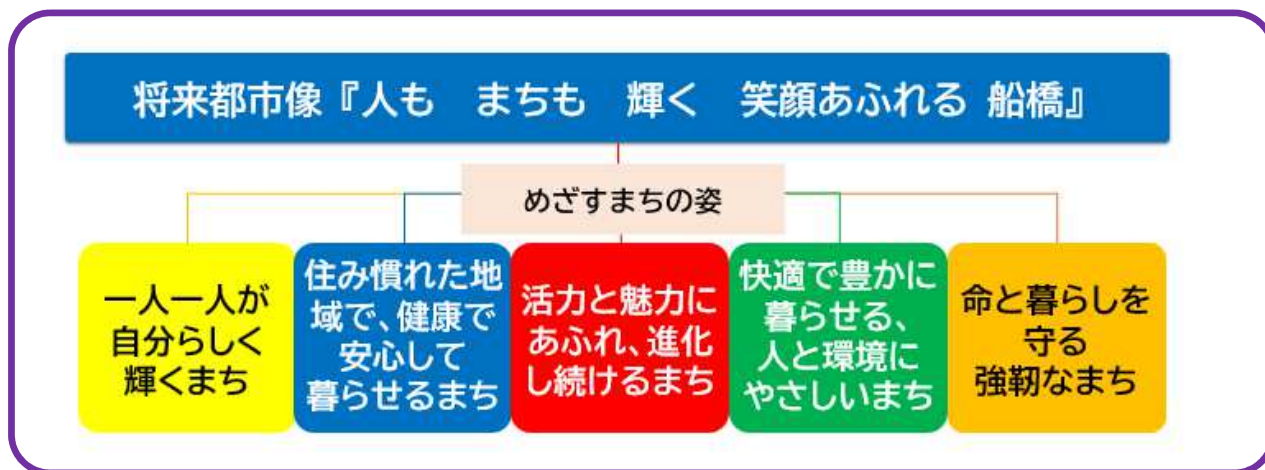 将来都市像『人も　まちも　輝く　笑顔あふれる 船橋』
めざすまちの姿
一人一人が
自分らしく
輝くまち
住み慣れた地
域で、健康で
安心して
暮らせるまち
活力と魅力に
あふれ、進化
し続けるまち
快適で豊かに
暮らせる、
人と環境に
やさしいまち
命と暮らしを
守る
強靭なまち